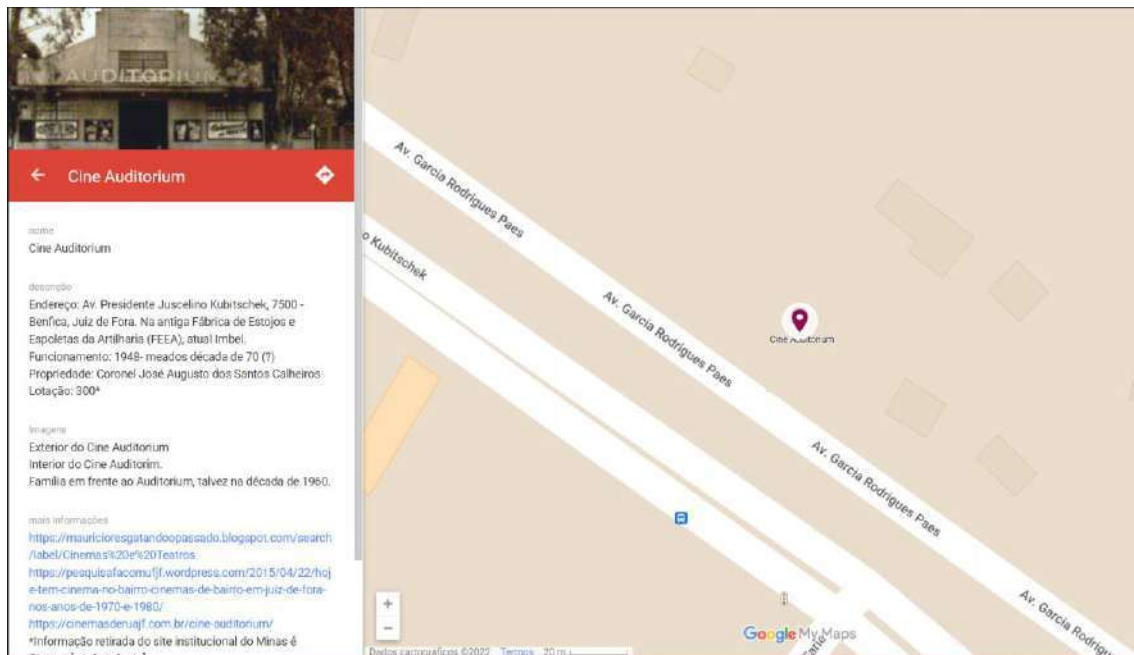 AUDITORIUM
Cine Auditorium
nome
Cine Auditorium
descrição
Endereço: Av. Presidente Juscelino Kubitschek, 7500 -
Benfica, Juiz de Fora. Na antiga Fábrica de Estojos e
Espoletas da Artilharia (FEEA), atual Imbel.
Funcionamento: 1948- meados década de 70 (?)
Propriedade: Coronel José Augusto dos Santos Calheiros
Lotação: 300*
Imagens
Exterior do Cine Auditorium
Interior do Cine Auditorim.
Família em frente ao Auditorium, talvez na década de 1960.
mais informações
https://mauricioresgatandoopassado.blogspot.com/search
/label/Cinemas%20e%20Teatros
https://pesquisafacomufjf.wordpress.com/2015/04/22/hoj
e-tem-cinema-no-bairro-cinemas-de-bairro-em-juiz-de-fora-
nos-anos-de-1970-e-1980/
https://cinemasderuajf.com.br/cine-auditorium/
*Informação retirada do site institucional do Minas é
Av. Garcia Rodrigues Paes
o Kubitschek
Av. Garcia Rodrigues Paes
Cine Auditorium
Av. Garcia Rodrigues Paes
Av. Garcia Rodrigues
+
−
Google My Maps
Dados cartográficos ©2022 Termos 20 m